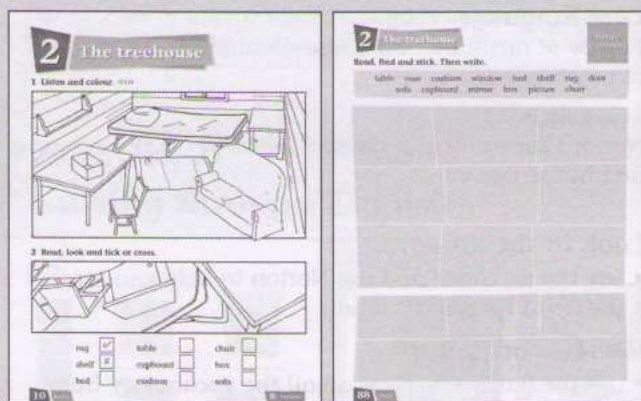 2 The treehouse
1 Listen and colour.
2 Read, look and tick or cross.
rug ✓ table chair
shelf ✗ cupboard box
bed cushion sofa
10
2 The treehouse
Read, find and stick. Then write.
table vase cushion window bed shelf rug door
sofa cupboard mirror box picture chair
88